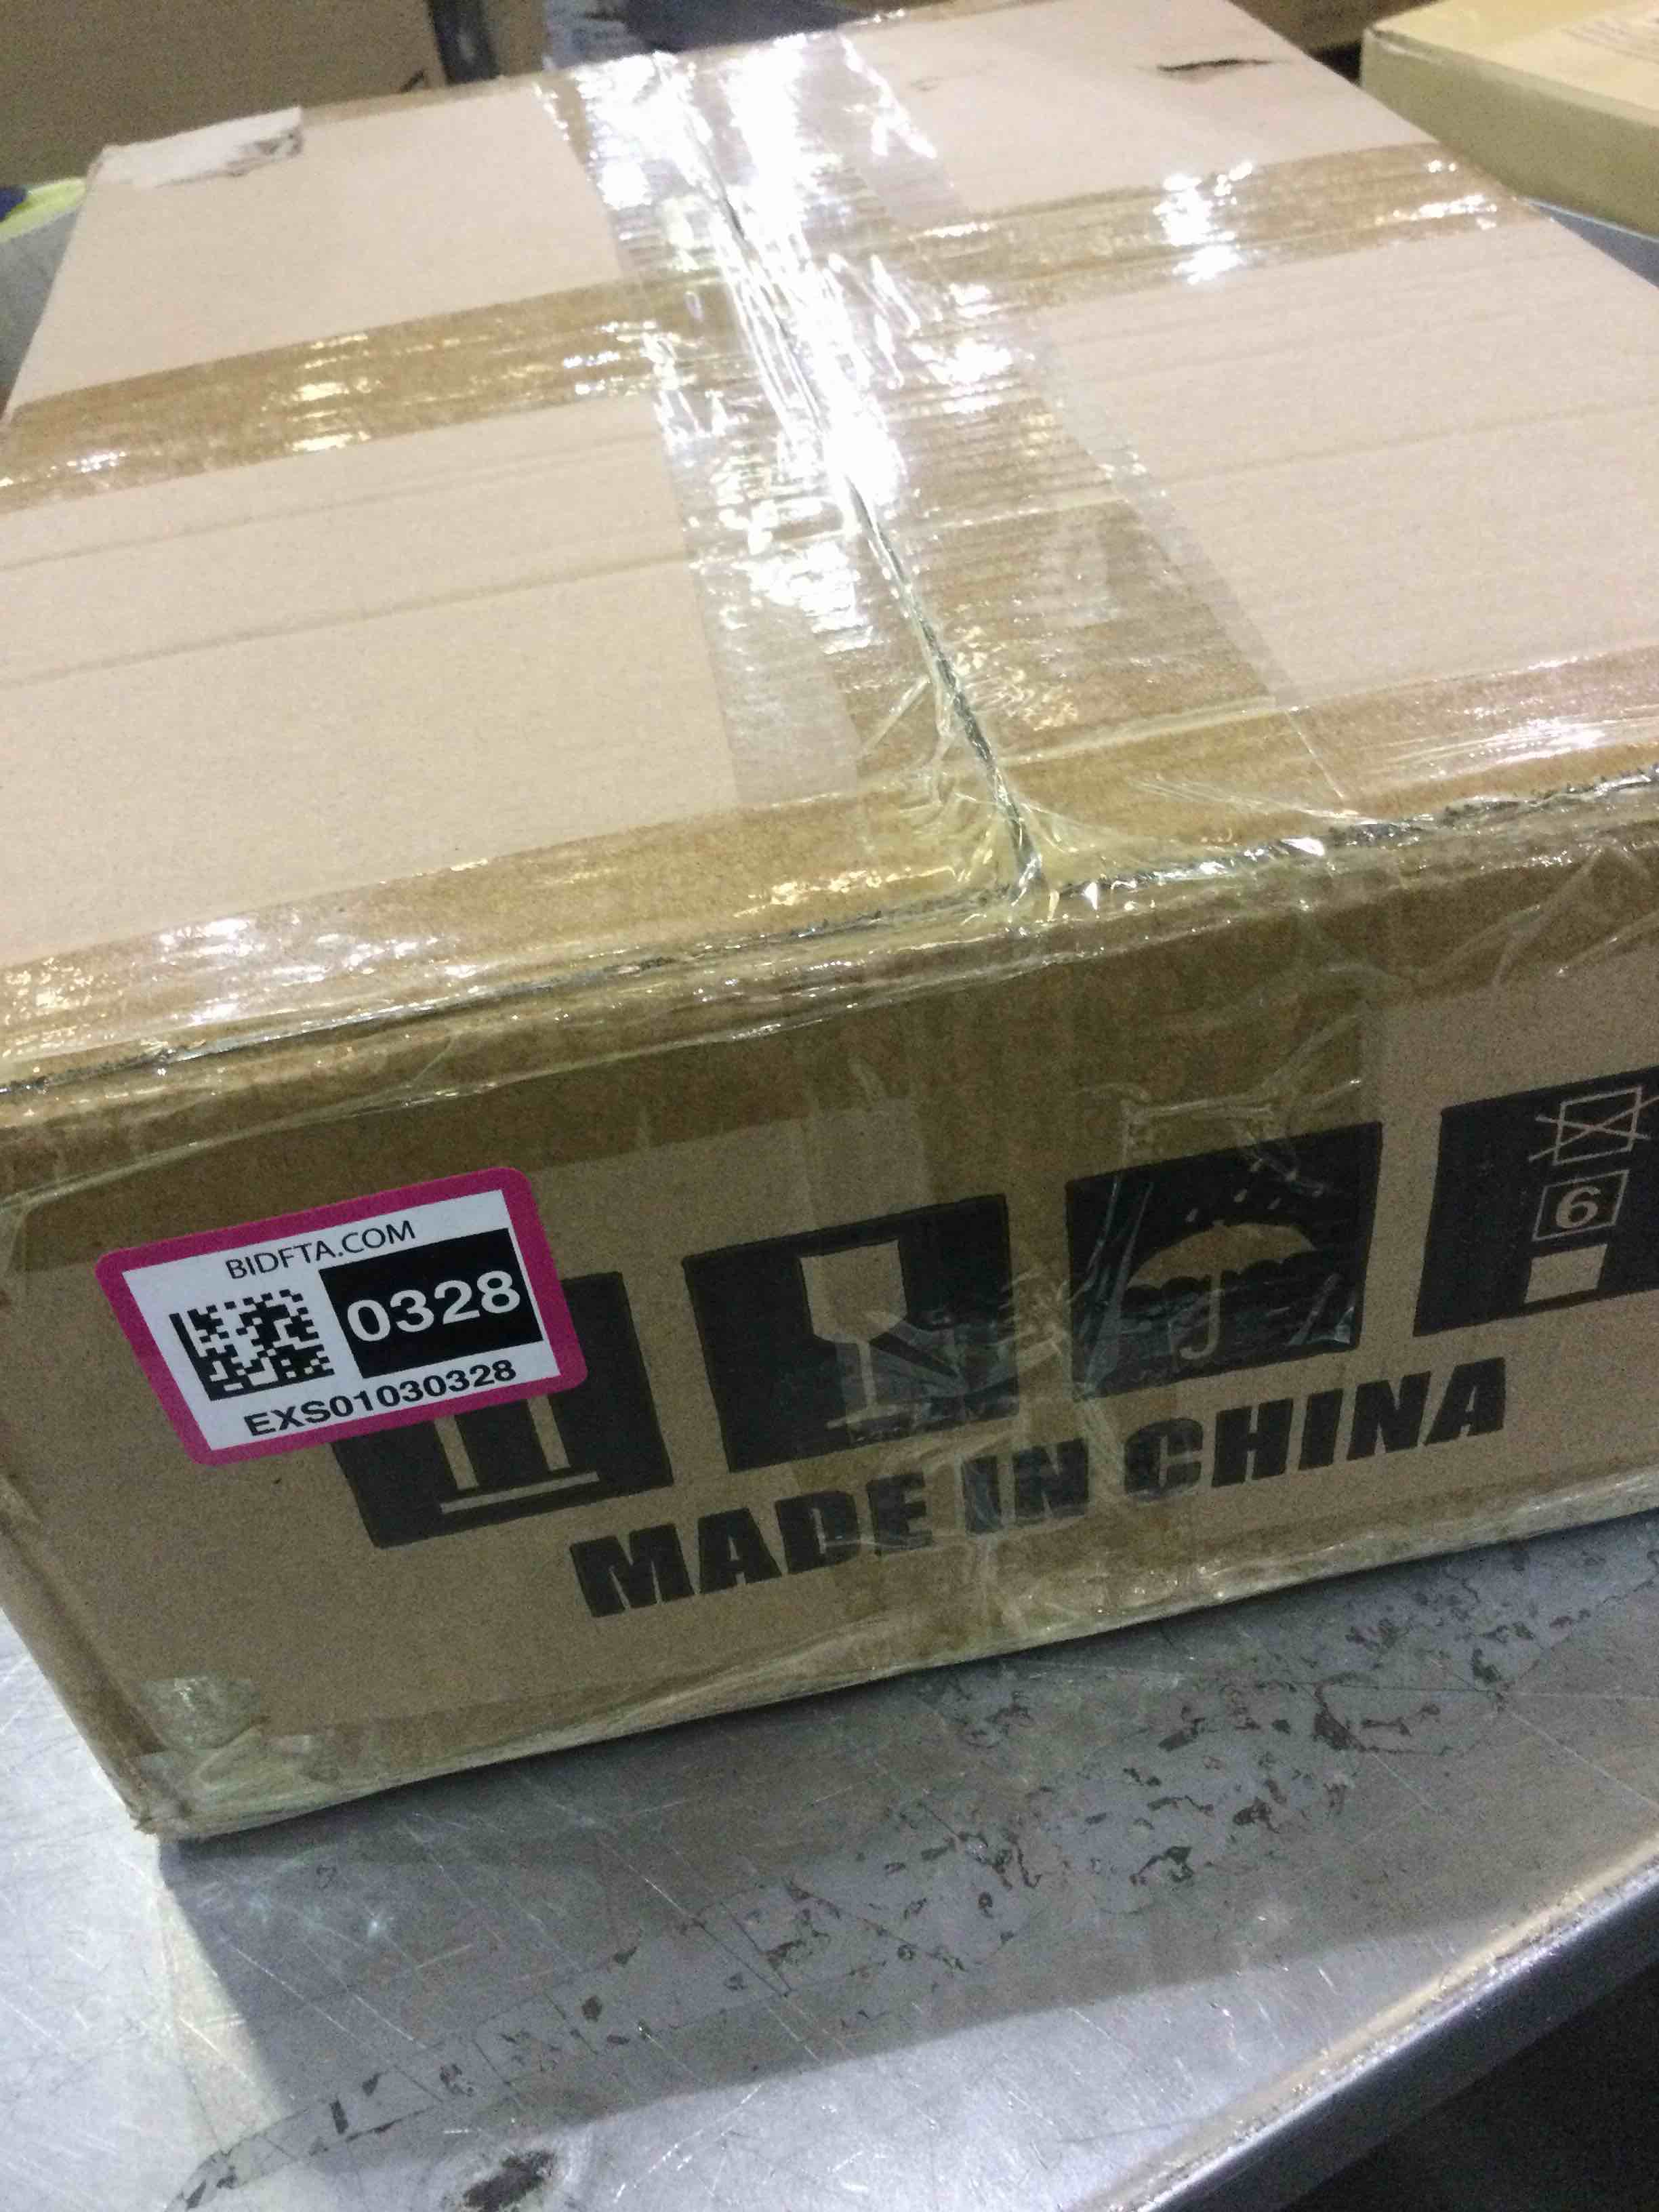 BIDFTA.COM
0328
EXS01030328
6
MADE IN CHINA